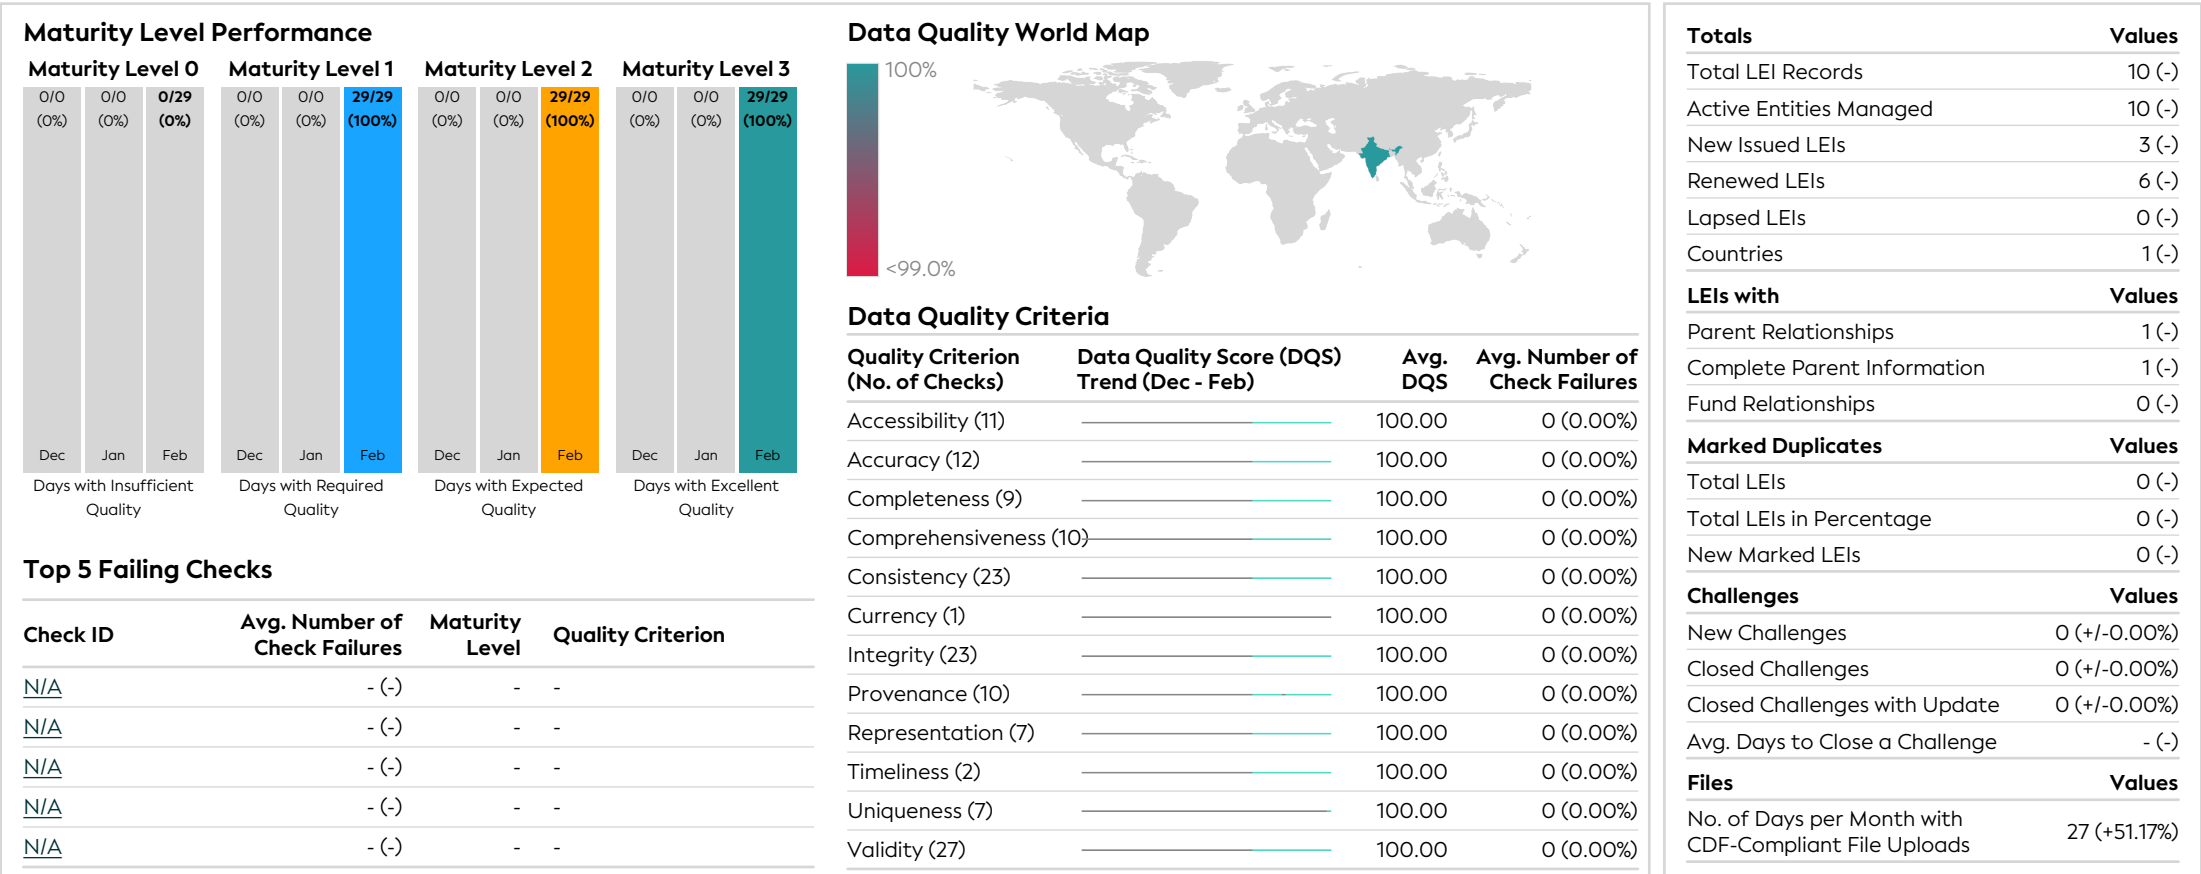 Maturity Level Performance
Maturity Level 0 Maturity Level 1 Maturity Level 2 Maturity Level 3
0/0 0/0 0/29 0/0 0/0 29/29 0/0 0/0 29/29 0/0 0/0 29/29
(0%) (0%) (0%) (0%) (0%) (100%) (0%) (0%) (100%) (0%) (0%) (100%)
Dec Jan Feb Dec Jan Feb Dec Jan Feb Dec Jan Feb
Days with Insufficient Days with Required Days with Expected Days with Excellent
Quality Quality Quality Quality
Top 5 Failing Checks
Check ID Avg. Number of Check Failures Maturity Level Quality Criterion
N/A - (-) - -
N/A - (-) - -
N/A - (-) - -
N/A - (-) - -
N/A - (-) - -
Data Quality World Map
100%
<99.0%
Data Quality Criteria
Quality Criterion Data Quality Score (DQS) Avg. Avg. Number of
(No. of Checks) Trend (Dec - Feb) DQS Check Failures
Accessibility (11) 100.00 0 (0.00%)
Accuracy (12) 100.00 0 (0.00%)
Completeness (9) 100.00 0 (0.00%)
Comprehensiveness (10) 100.00 0 (0.00%)
Consistency (23) 100.00 0 (0.00%)
Currency (1) 100.00 0 (0.00%)
Integrity (23) 100.00 0 (0.00%)
Provenance (10) 100.00 0 (0.00%)
Representation (7) 100.00 0 (0.00%)
Timeliness (2) 100.00 0 (0.00%)
Uniqueness (7) 100.00 0 (0.00%)
Validity (27) 100.00 0 (0.00%)
Totals Values
Total LEI Records 10 (-)
Active Entities Managed 10 (-)
New Issued LEIs 3 (-)
Renewed LEIs 6 (-)
Lapsed LEIs 0 (-)
Countries 1 (-)
LEIs with Values
Parent Relationships 1 (-)
Complete Parent Information 1 (-)
Fund Relationships 0 (-)
Marked Duplicates Values
Total LEIs 0 (-)
Total LEIs in Percentage 0 (-)
New Marked LEIs 0 (-)
Challenges Values
New Challenges 0 (+/-0.00%)
Closed Challenges 0 (+/-0.00%)
Closed Challenges with Update 0 (+/-0.00%)
Avg. Days to Close a Challenge - (-)
Files Values
No. of Days per Month with
CDF-Compliant File Uploads 27 (+51.17%)